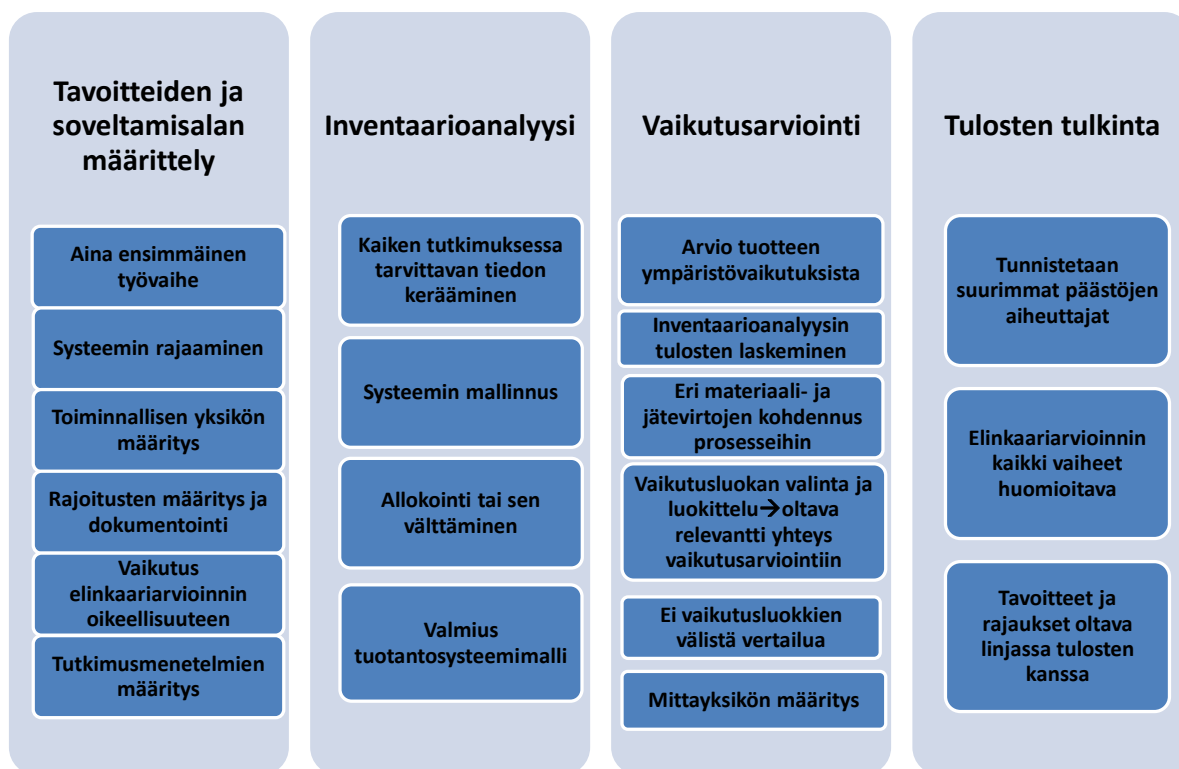 Tavoitteiden ja
soveltamisalan
määrittely
Aina ensimmäinen
työvaihe
Systeemin rajaaminen
Toiminnallisen yksikön
määritys
Rajoitusten määritys ja
dokumentointi
Vaikutus
elinkaariarvioinnin
oikeellisuuteen
Tutkimusmenetelmien
määritys
Inventaarioanalyysi
Kaiken tutkimuksessa
tarvittavan tiedon
kerääminen
Systeemin mallinnus
Allokointi tai sen
välttäminen
Valmius
tuotantosysteemimalli
Vaikutusarviointi
Arvio tuotteen
ympäristövaikutuksista
Inventaarioanalyysin
tulosten laskeminen
Eri materiaali- ja
jätevirtojen kohdennus
prosesseihin
Vaikutusluokan valinta ja
luokittelu→oltava
relevantti yhteys
vaikutusarviointiin
Ei vaikutusluokkien
välistä vertailua
Mittayksikön määritys
Tulosten tulkinta
Tunnistetaan
suurimmat päästöjen
aiheuttajat
Elinkaariarvioinnin
kaikki vaiheet
huomioitava
Tavoitteet ja
rajaukset oltava
linjassa tulosten
kanssa